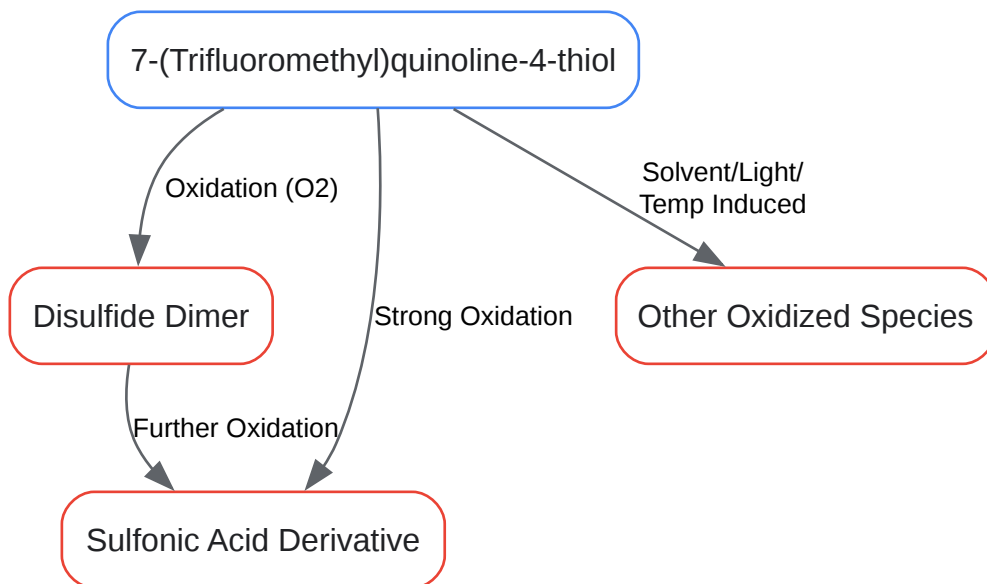 7-(Trifluoromethyl)quinoline-4-thiol
Oxidation (O2)
Solvent/Light/
Temp Induced
Disulfide Dimer
Strong Oxidation
Other Oxidized Species
Further Oxidation
Sulfonic Acid Derivative